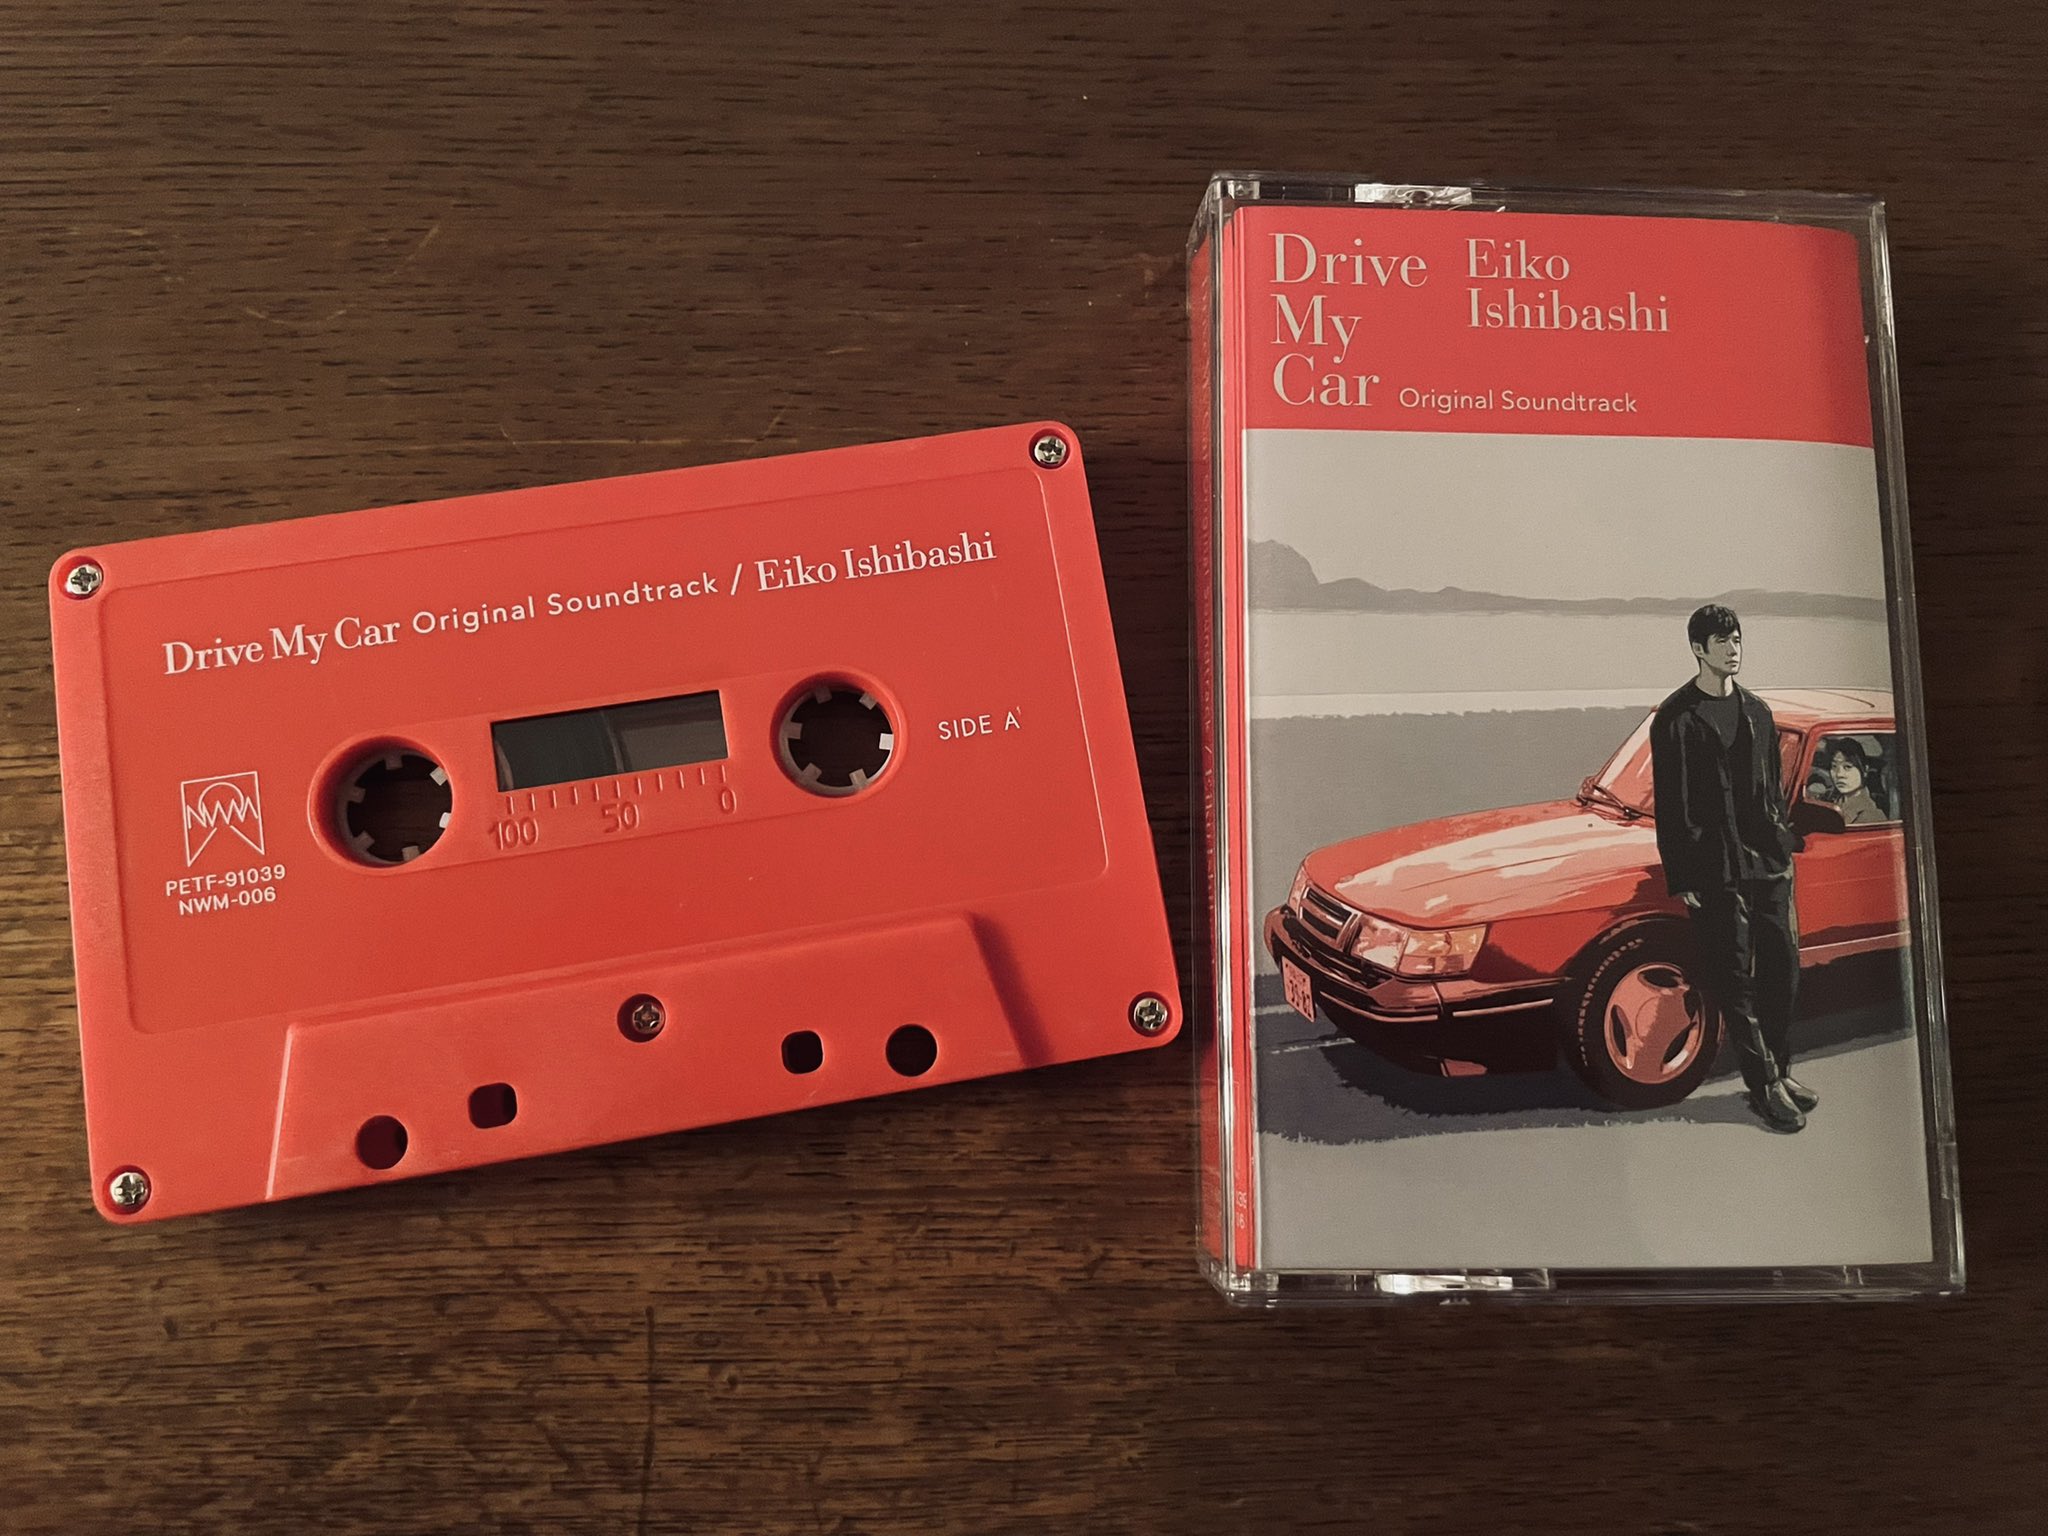 Drive My Car Original Soundtrack / Eiko Ishibashi
SIDE A
NWM
PETF-91039
NWM-006
100 50 0
Drive
My
Car
Eiko
Ishibashi
Original Soundtrack